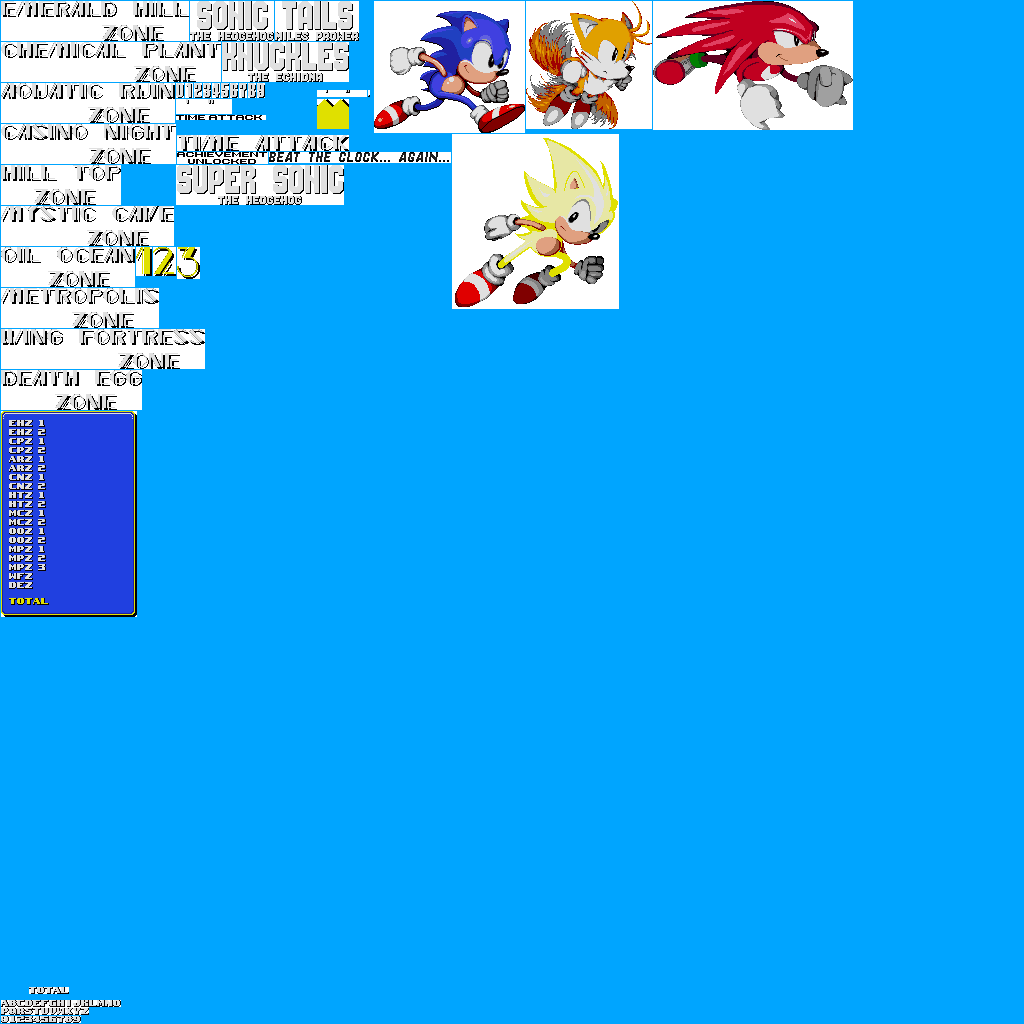 EMERALD HILL
ZONE
SONIC
THE HEDGEHOG
TAILS
MILES PROWER
CHEMICAL PLANT
ZONE
KNUCKLES
THE ECHIDNA
AQUATIC RUIN
ZONE
0123456789
' "
' "
TIME ATTACK
CASINO NIGHT
ZONE
TIME ATTACK
ACHIEVEMENT
UNLOCKED
BEAT THE CLOCK... AGAIN...
HILL TOP
ZONE
SUPER SONIC
THE HEDGEHOG
MYSTIC CAVE
ZONE
OIL OCEAN
ZONE
123
METROPOLIS
ZONE
WING FORTRESS
ZONE
DEATH EGG
ZONE
EHZ 1
EHZ 2
CPZ 1
CPZ 2
ARZ 1
ARZ 2
CNZ 1
CNZ 2
HTZ 1
HTZ 2
MCZ 1
MCZ 2
OOZ 1
OOZ 2
MPZ 1
MPZ 2
MPZ 3
WFZ
DEZ
TOTAL
TOTAL